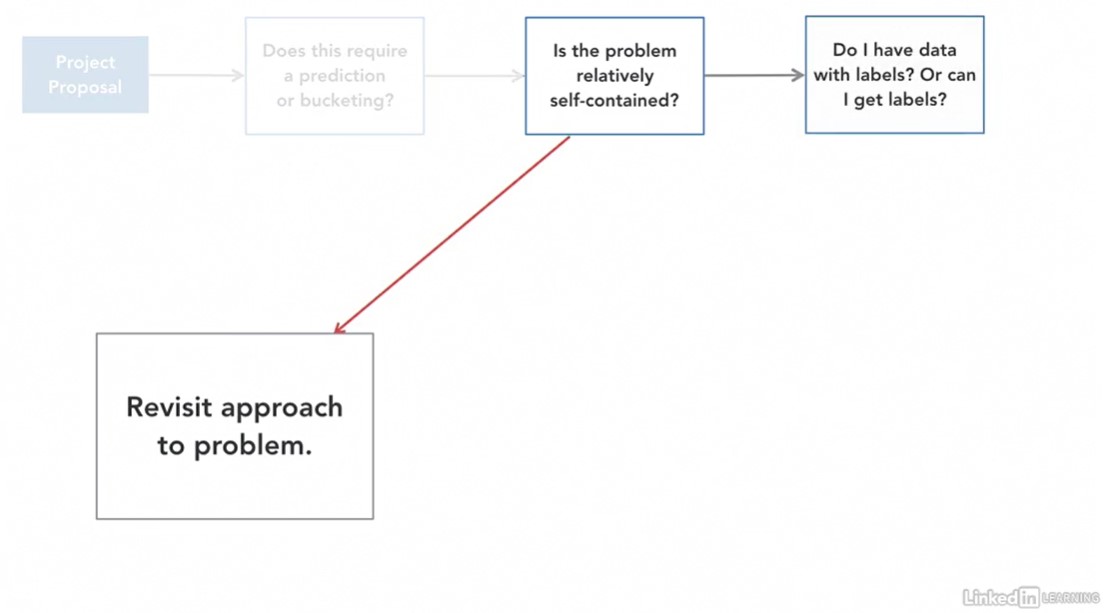 Project
Proposal
Does this require
a prediction
or bucketing?
Is the problem
relatively
self-contained?
Do I have data
with labels? Or can
I get labels?
Revisit approach
to problem.
Linked in LEARNING